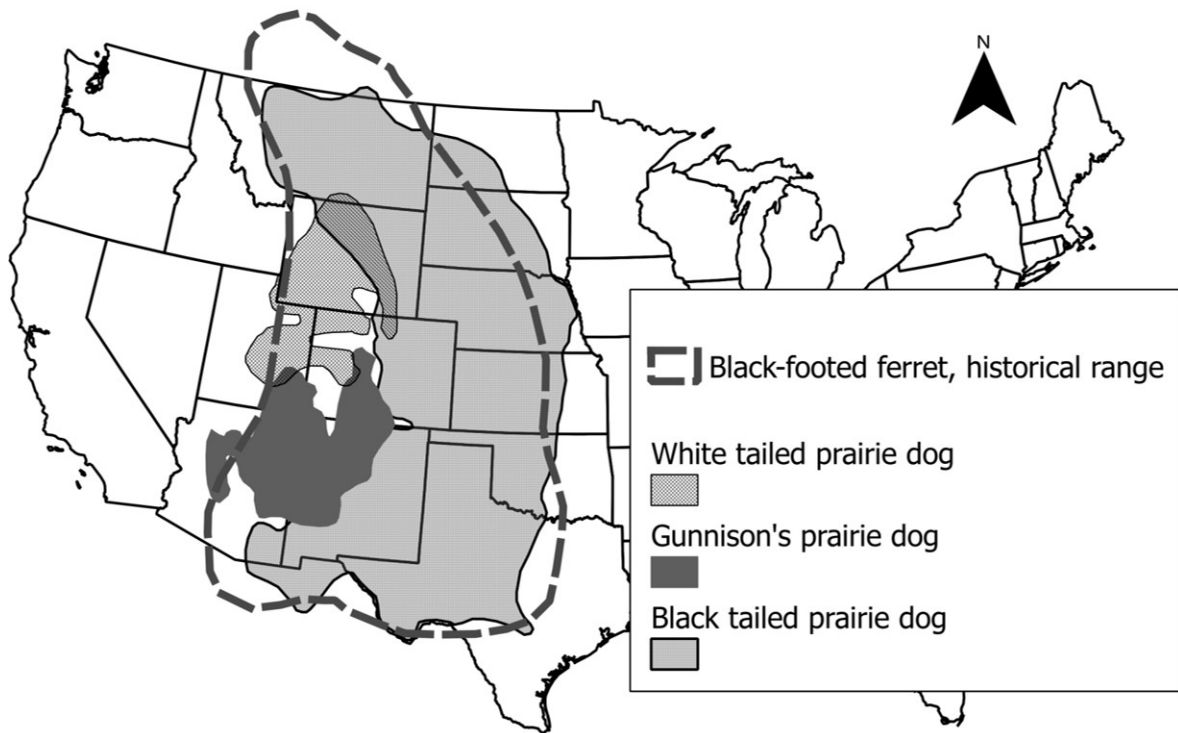 N
Black-footed ferret, historical range
White tailed prairie dog
Gunnison's prairie dog
Black tailed prairie dog